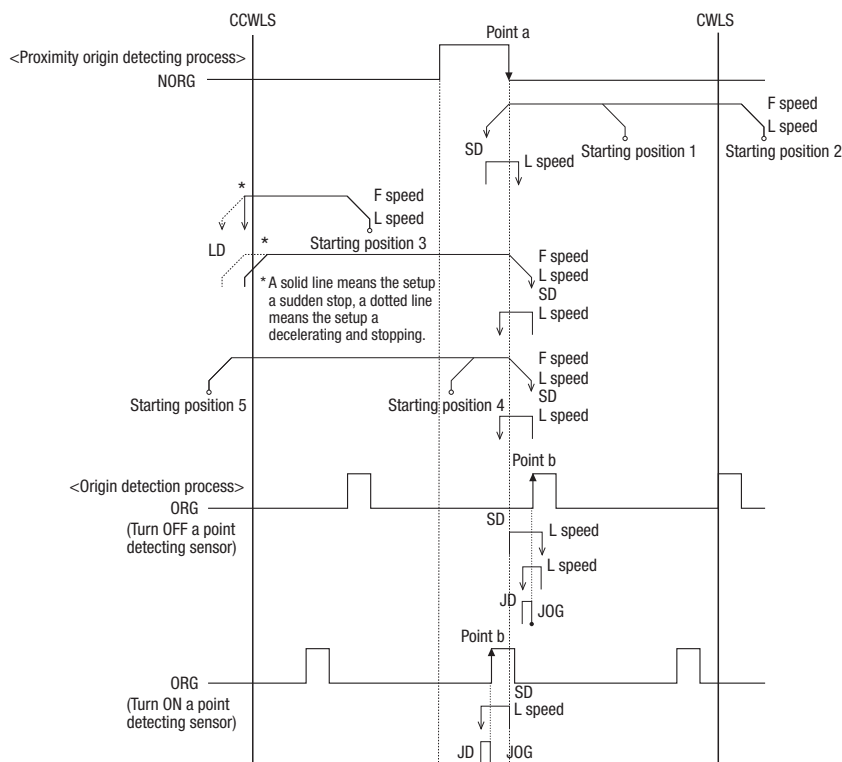 CCWLS
CWLS
Point a
<Proximity origin detecting process>
NORG
F speed
L speed
SD
Starting position 1
Starting position 2
L speed
*
F speed
L speed
LD
*
Starting position 3
F speed
L speed
SD
* A solid line means the setup
a sudden stop, a dotted line
means the setup a
decelerating and stopping.
L speed
F speed
L speed
SD
Starting position 5
Starting position 4
L speed
Point b
<Origin detection process>
ORG
(Turn OFF a point
detecting sensor)
SD
L speed
L speed
JD
JOG
Point b
ORG
(Turn ON a point
detecting sensor)
SD
L speed
JD
JOG